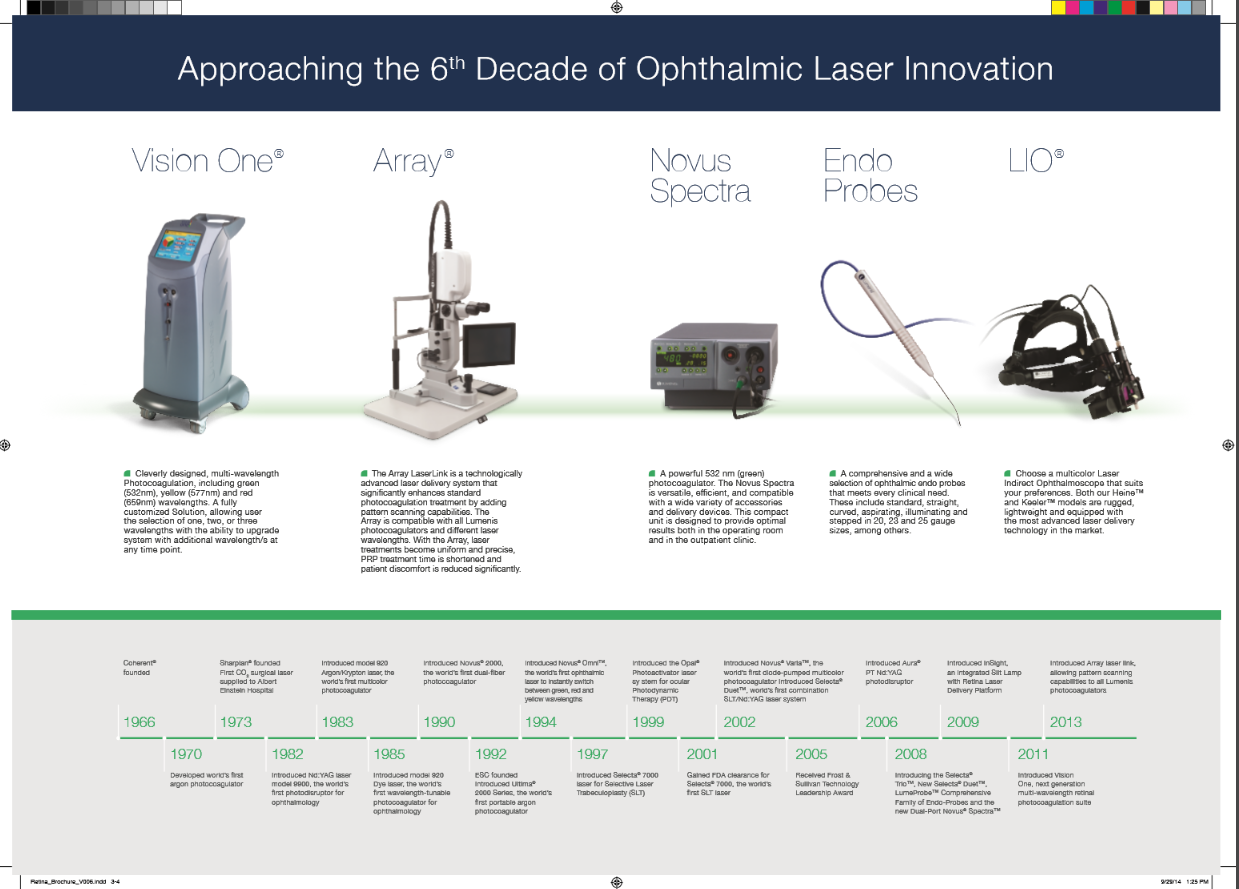 Approaching the 6th Decade of Ophthalmic Laser Innovation
Vision One®
Array®
Novus
Spectra
Endo
Probes
LIO®
Cleverly designed, multi-wavelength
Photocoagulation, including green
(532nm), yellow (577nm) and red
(659nm) wavelengths. A fully
customized Solution, allowing user
the selection of one, two, or three
wavelengths with the ability to upgrade
system with additional wavelength/s at
any time point.
The Array LaserLink is a technologically
advanced laser delivery system that
significantly enhances standard
photocoagulation treatment by adding
pattern scanning capabilities. The
Array is compatible with all Lumenis
photocoagulators and different laser
wavelengths. With the Array, laser
treatments become uniform and precise,
PRP treatment time is shortened and
patient discomfort is reduced significantly.
A powerful 532 nm (green)
photocoagulator. The Novus Spectra
is versatile, efficient, and compatible
with a wide variety of accessories
and delivery devices. This compact
unit is designed to provide optimal
results both in the operating room
and in the outpatient clinic.
A comprehensive and a wide
selection of ophthalmic endo probes
that meets every clinical need.
These include standard, straight,
curved, aspirating, illuminating and
stepped in 20, 23 and 25 gauge
sizes, among others.
Choose a multicolor Laser
Indirect Ophthalmoscope that suits
your preferences. Both our Heine™
and Keeler™ models are rugged,
lightweight and equipped with
the most advanced laser delivery
technology in the market.
Coherent®
founded
1966
Developed world's first
argon photocoagulator
1970
Sharplan® founded
First CO2 surgical laser
supplied to Albert
Einstein Hospital
1973
1982
Introduced Nd:YAG laser
model 9900, the world's
first photodisruptor for
ophthalmology
Introduced model 920
Argon/Krypton laser, the
world's first multicolor
photocoagulator
1983
1985
Introduced model 920
Dye laser, the world's
first wavelength-tunable
photocoagulator for
ophthalmology
Introduced Novus® 2000,
the world's first dual-fiber
photocoagulator
1990
1992
ESC founded
Introduced Ultima®
2000 Series, the world's
first portable argon
photocoagulator
Introduced Novus® Omni™,
the world's first ophthalmic
laser to instantly switch
between green, red and
yellow wavelengths
1994
1997
Introduced Selecta® 7000
laser for Selective Laser
Trabeculoplasty (SLT)
Introduced the Opal®
Photoactivator laser
sy stem for ocular
Photodynamic
Therapy (PDT)
1999
2001
Gained FDA clearance for
Selecta® 7000, the world's
first SLT laser
Introduced Novus® Varia™, the
world's first diode-pumped multicolor
photocoagulator Introduced Selecta®
Duet™, world's first combination
SLT/Nd:YAG laser system
2002
2005
Received Frost &
Sullivan Technology
Leadership Award
Introduced Aura®
PT Nd:YAG
photodisruptor
2006
2008
Introducing the Selecta®
Trio™, New Selecta® Duet™,
LumeProbe™ Comprehensive
Family of Endo-Probes and the
new Dual-Port Novus® Spectra™
Introduced InSight,
an integrated Slit Lamp
with Retina Laser
Delivery Platform
2009
2011
Introduced Vision
One, next generation
multi-wavelength retinal
photocoagulation suite
Introduced Array laser link,
allowing pattern scanning
capabilities to all Lumenis
photocoagulators
2013
Retina_Brochure_V006.indd 3-4
9/29/14 1:25 PM